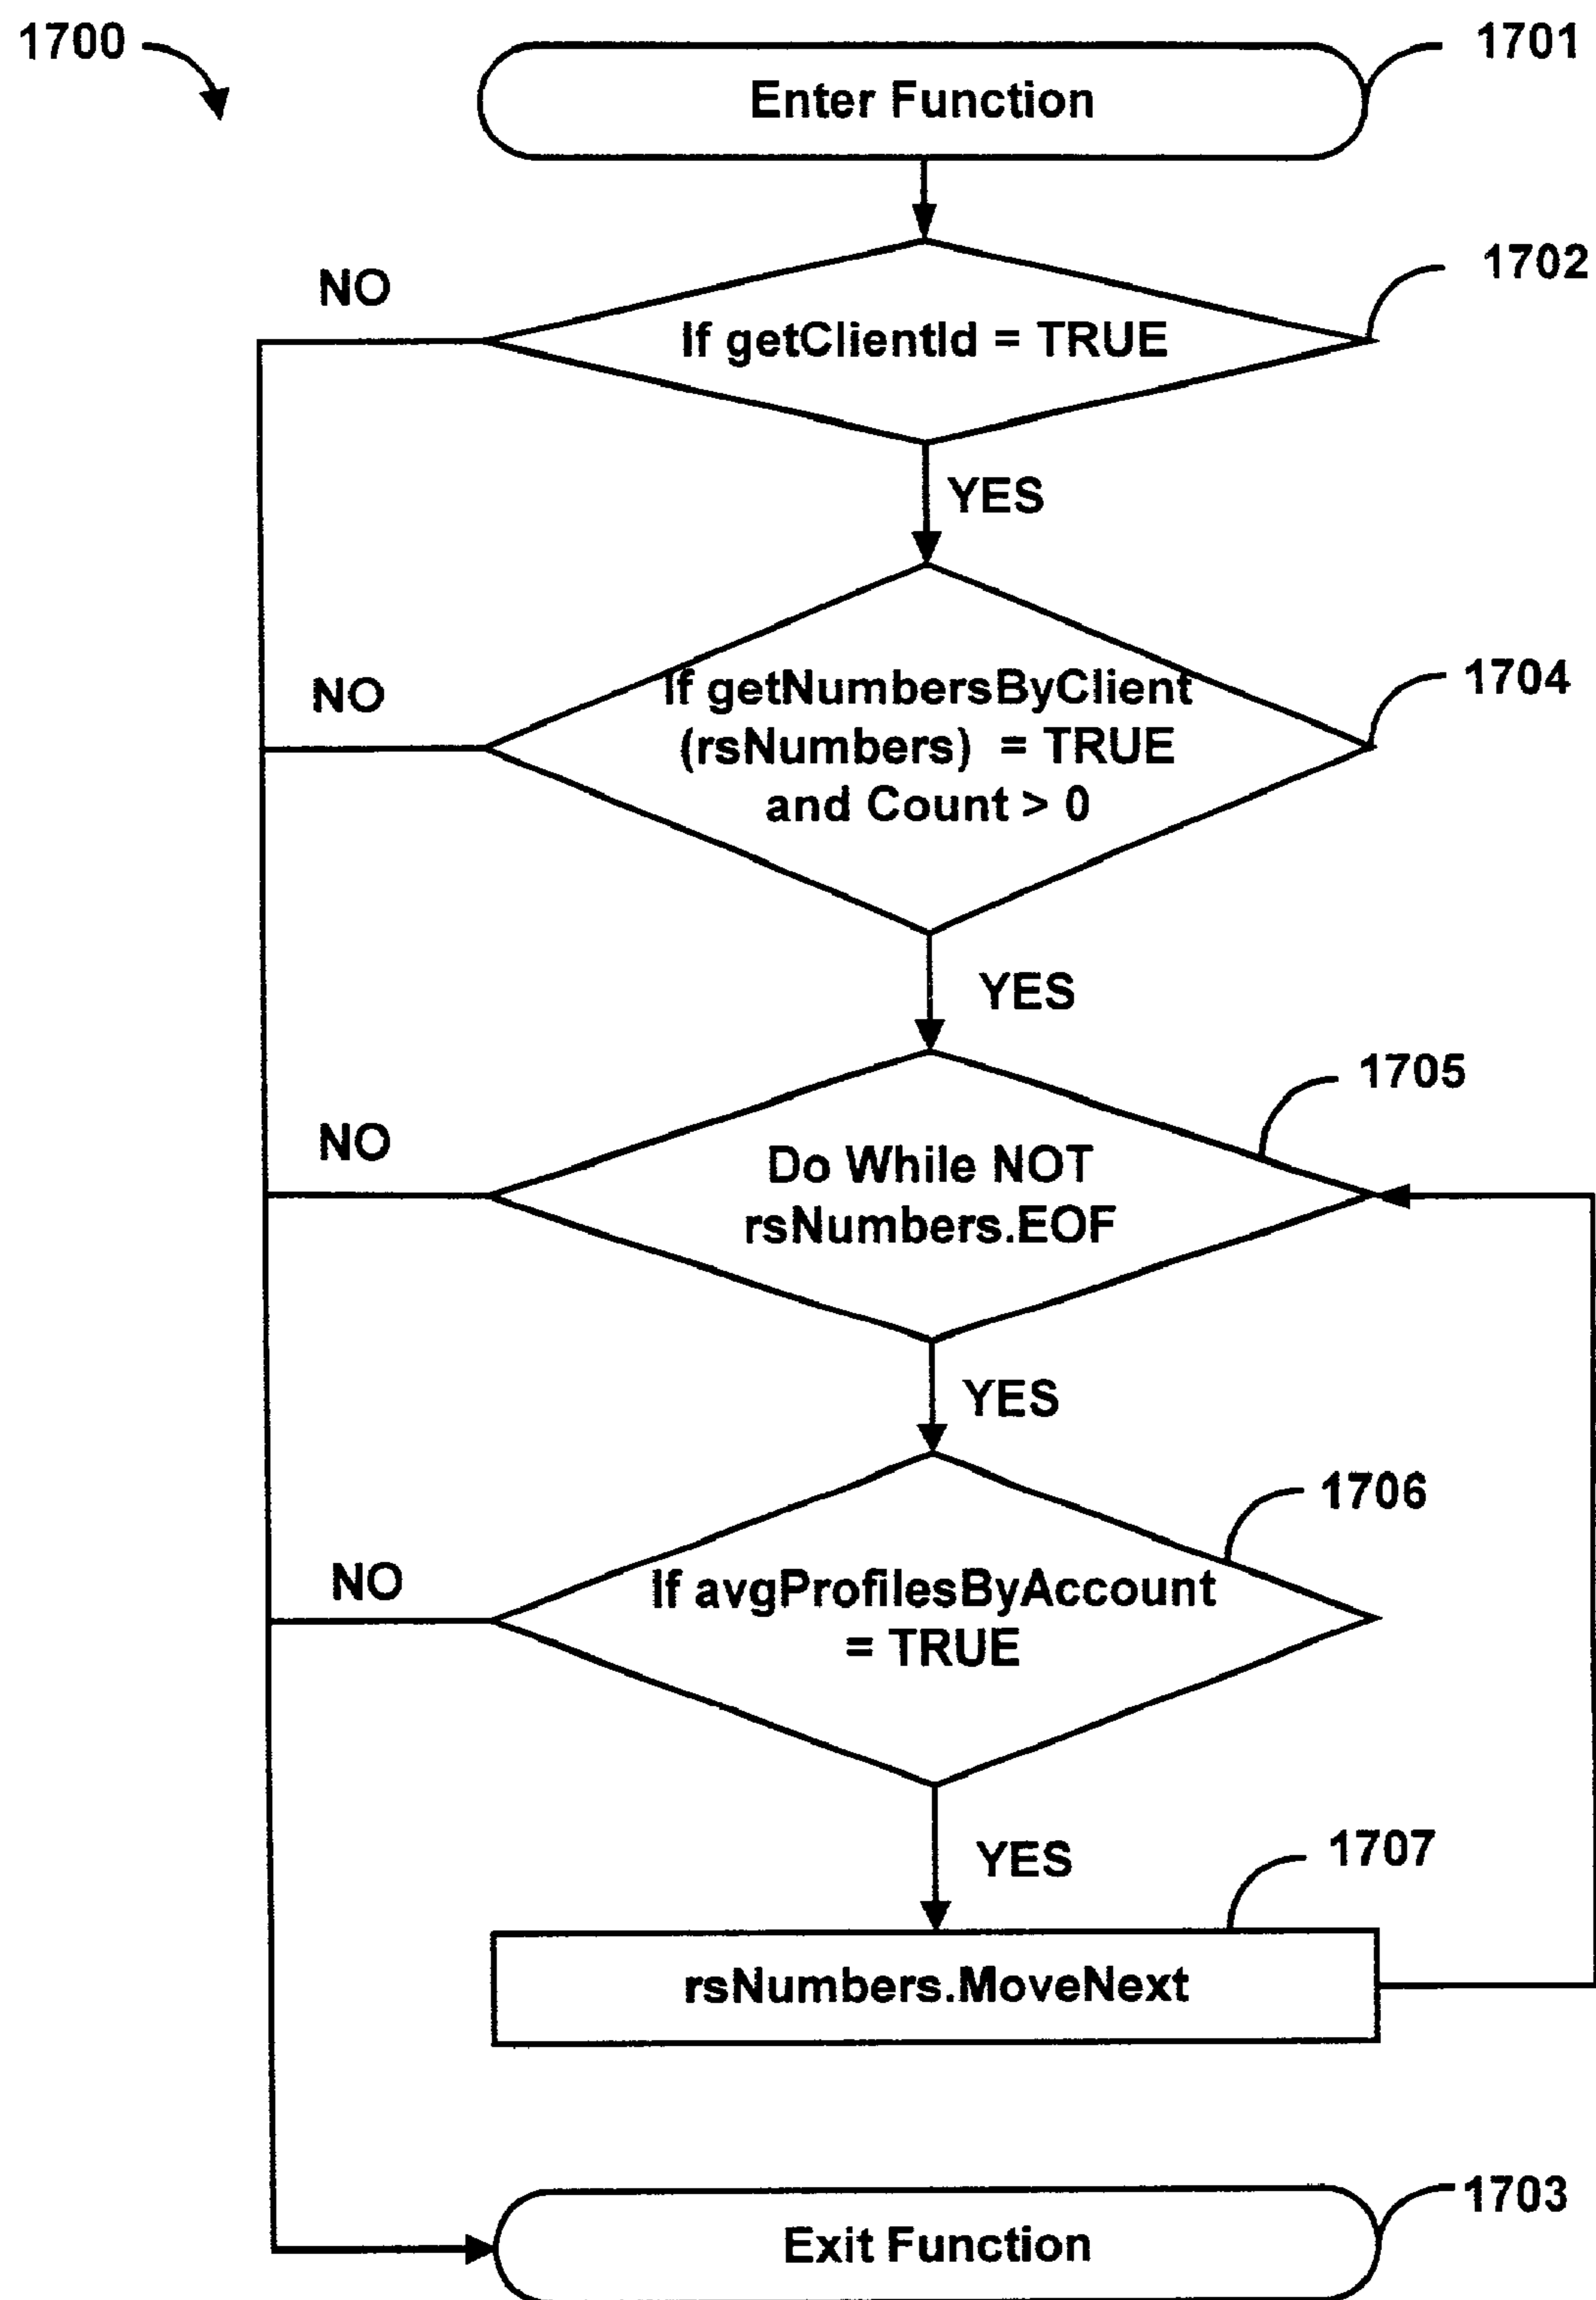 1700
Enter Function
1701
If getClientId = TRUE
1702
NO
YES
If getNumbersByClient
(rsNumbers) = TRUE
and Count > 0
1704
NO
YES
Do While NOT
rsNumbers.EOF
1705
NO
YES
If avgProfilesByAccount
= TRUE
1706
NO
YES
rsNumbers.MoveNext
1707
Exit Function
1703